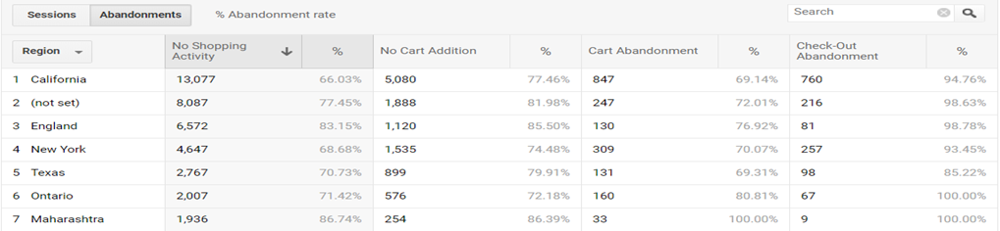 Sessions Abandonments % Abandonment rate Search
Region No Shopping Activity % No Cart Addition % Cart Abandonment % Check-Out Abandonment %
1 California 13,077 66.03% 5,080 77.46% 847 69.14% 760 94.76%
2 (not set) 8,087 77.45% 1,888 81.98% 247 72.01% 216 98.63%
3 England 6,572 83.15% 1,120 85.50% 130 76.92% 81 98.78%
4 New York 4,647 68.68% 1,535 74.48% 309 70.07% 257 93.45%
5 Texas 2,767 70.73% 899 79.91% 131 69.31% 98 85.22%
6 Ontario 2,007 71.42% 576 72.18% 160 80.81% 67 100.00%
7 Maharashtra 1,936 86.74% 254 86.39% 33 100.00% 9 100.00%